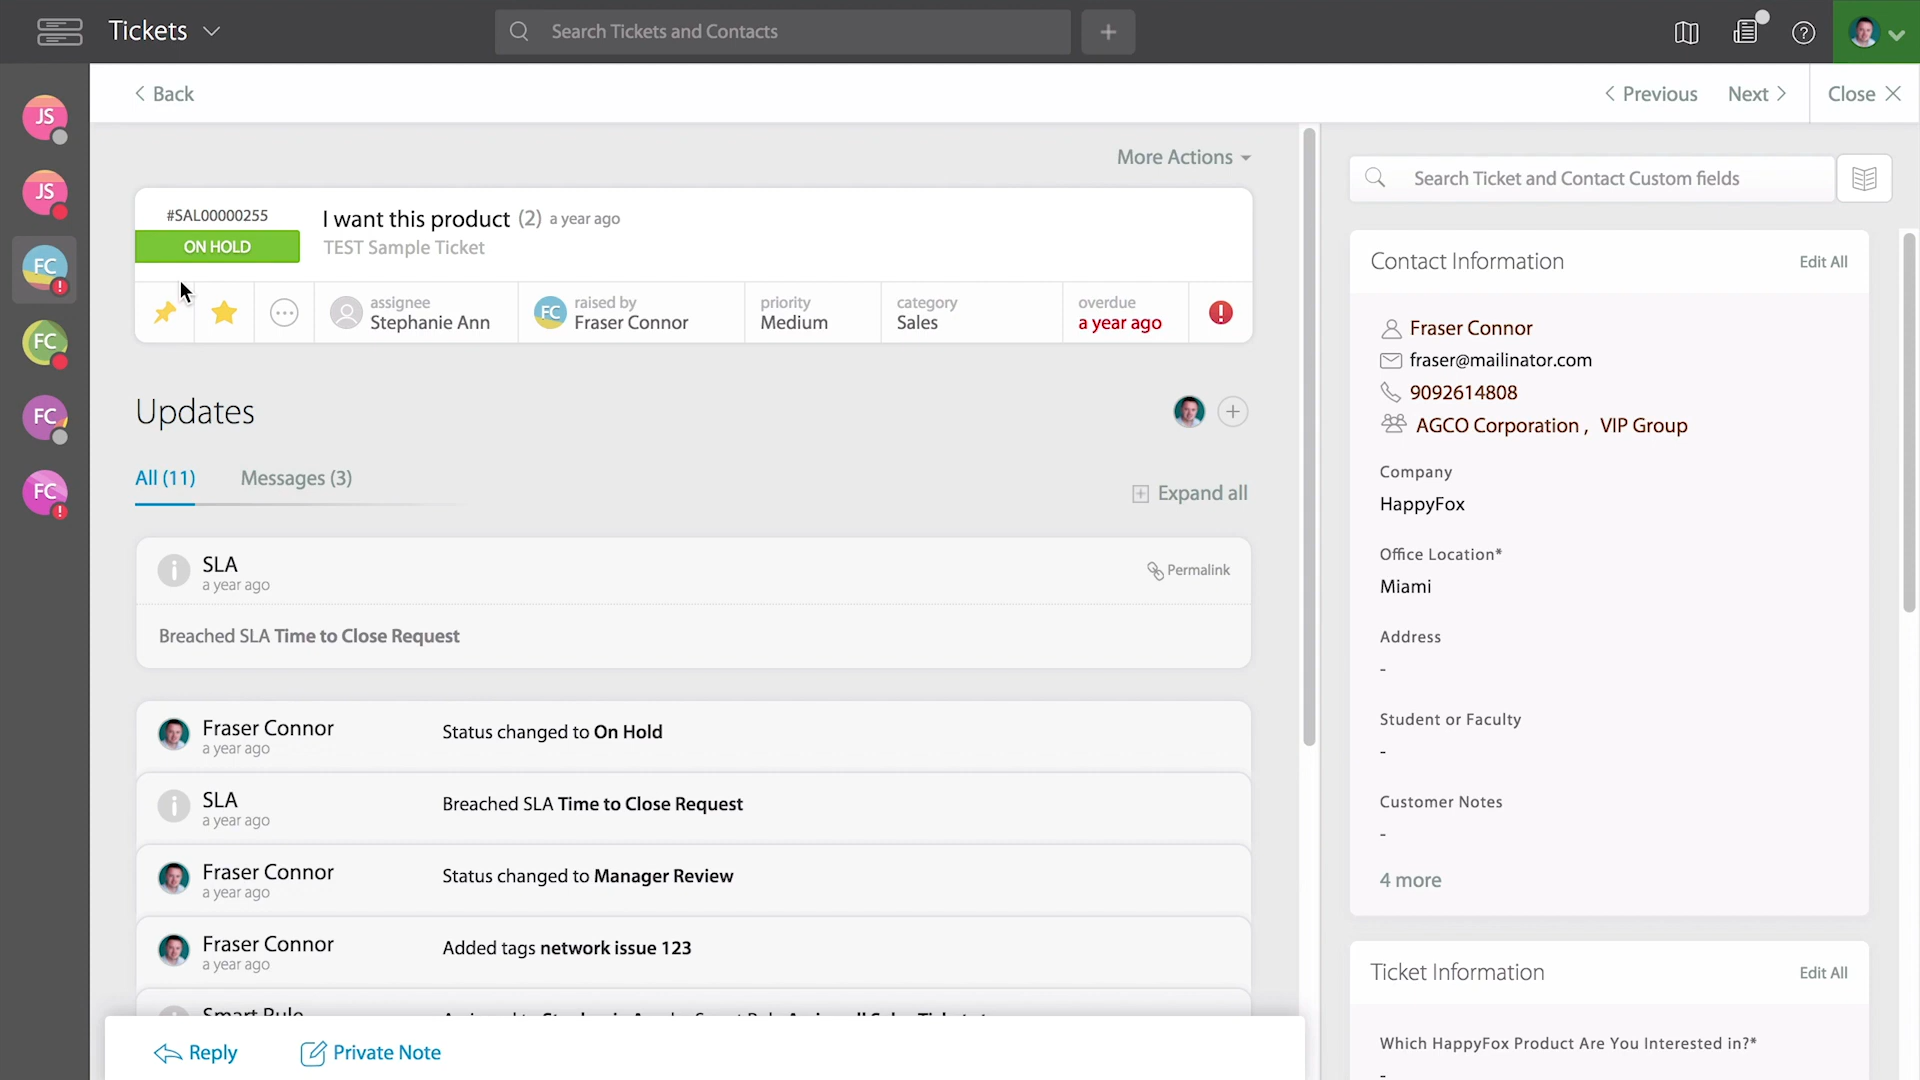 Tickets
Search Tickets and Contacts
Back
Previous
Next
Close
JS
JS
FC
FC
FC
FC
More Actions
#SAL00000255
ON HOLD
I want this product (2) a year ago
TEST Sample Ticket
assignee
Stephanie Ann
FC
raised by
Fraser Connor
priority
Medium
category
Sales
overdue
a year ago
Updates
All (11)
Messages (3)
Expand all
SLA
a year ago
Permalink
Breached SLA Time to Close Request
Fraser Connor
a year ago
Status changed to On Hold
SLA
a year ago
Breached SLA Time to Close Request
Fraser Connor
a year ago
Status changed to Manager Review
Fraser Connor
a year ago
Added tags network issue 123
Smart Rule
Reply
Private Note
Search Ticket and Contact Custom fields
Contact Information
Edit All
Fraser Connor
fraser@mailinator.com
9092614808
AGCO Corporation , VIP Group
Company
HappyFox
Office Location*
Miami
Address
-
Student or Faculty
-
Customer Notes
-
4 more
Ticket Information
Edit All
Which HappyFox Product Are You Interested in?*
-